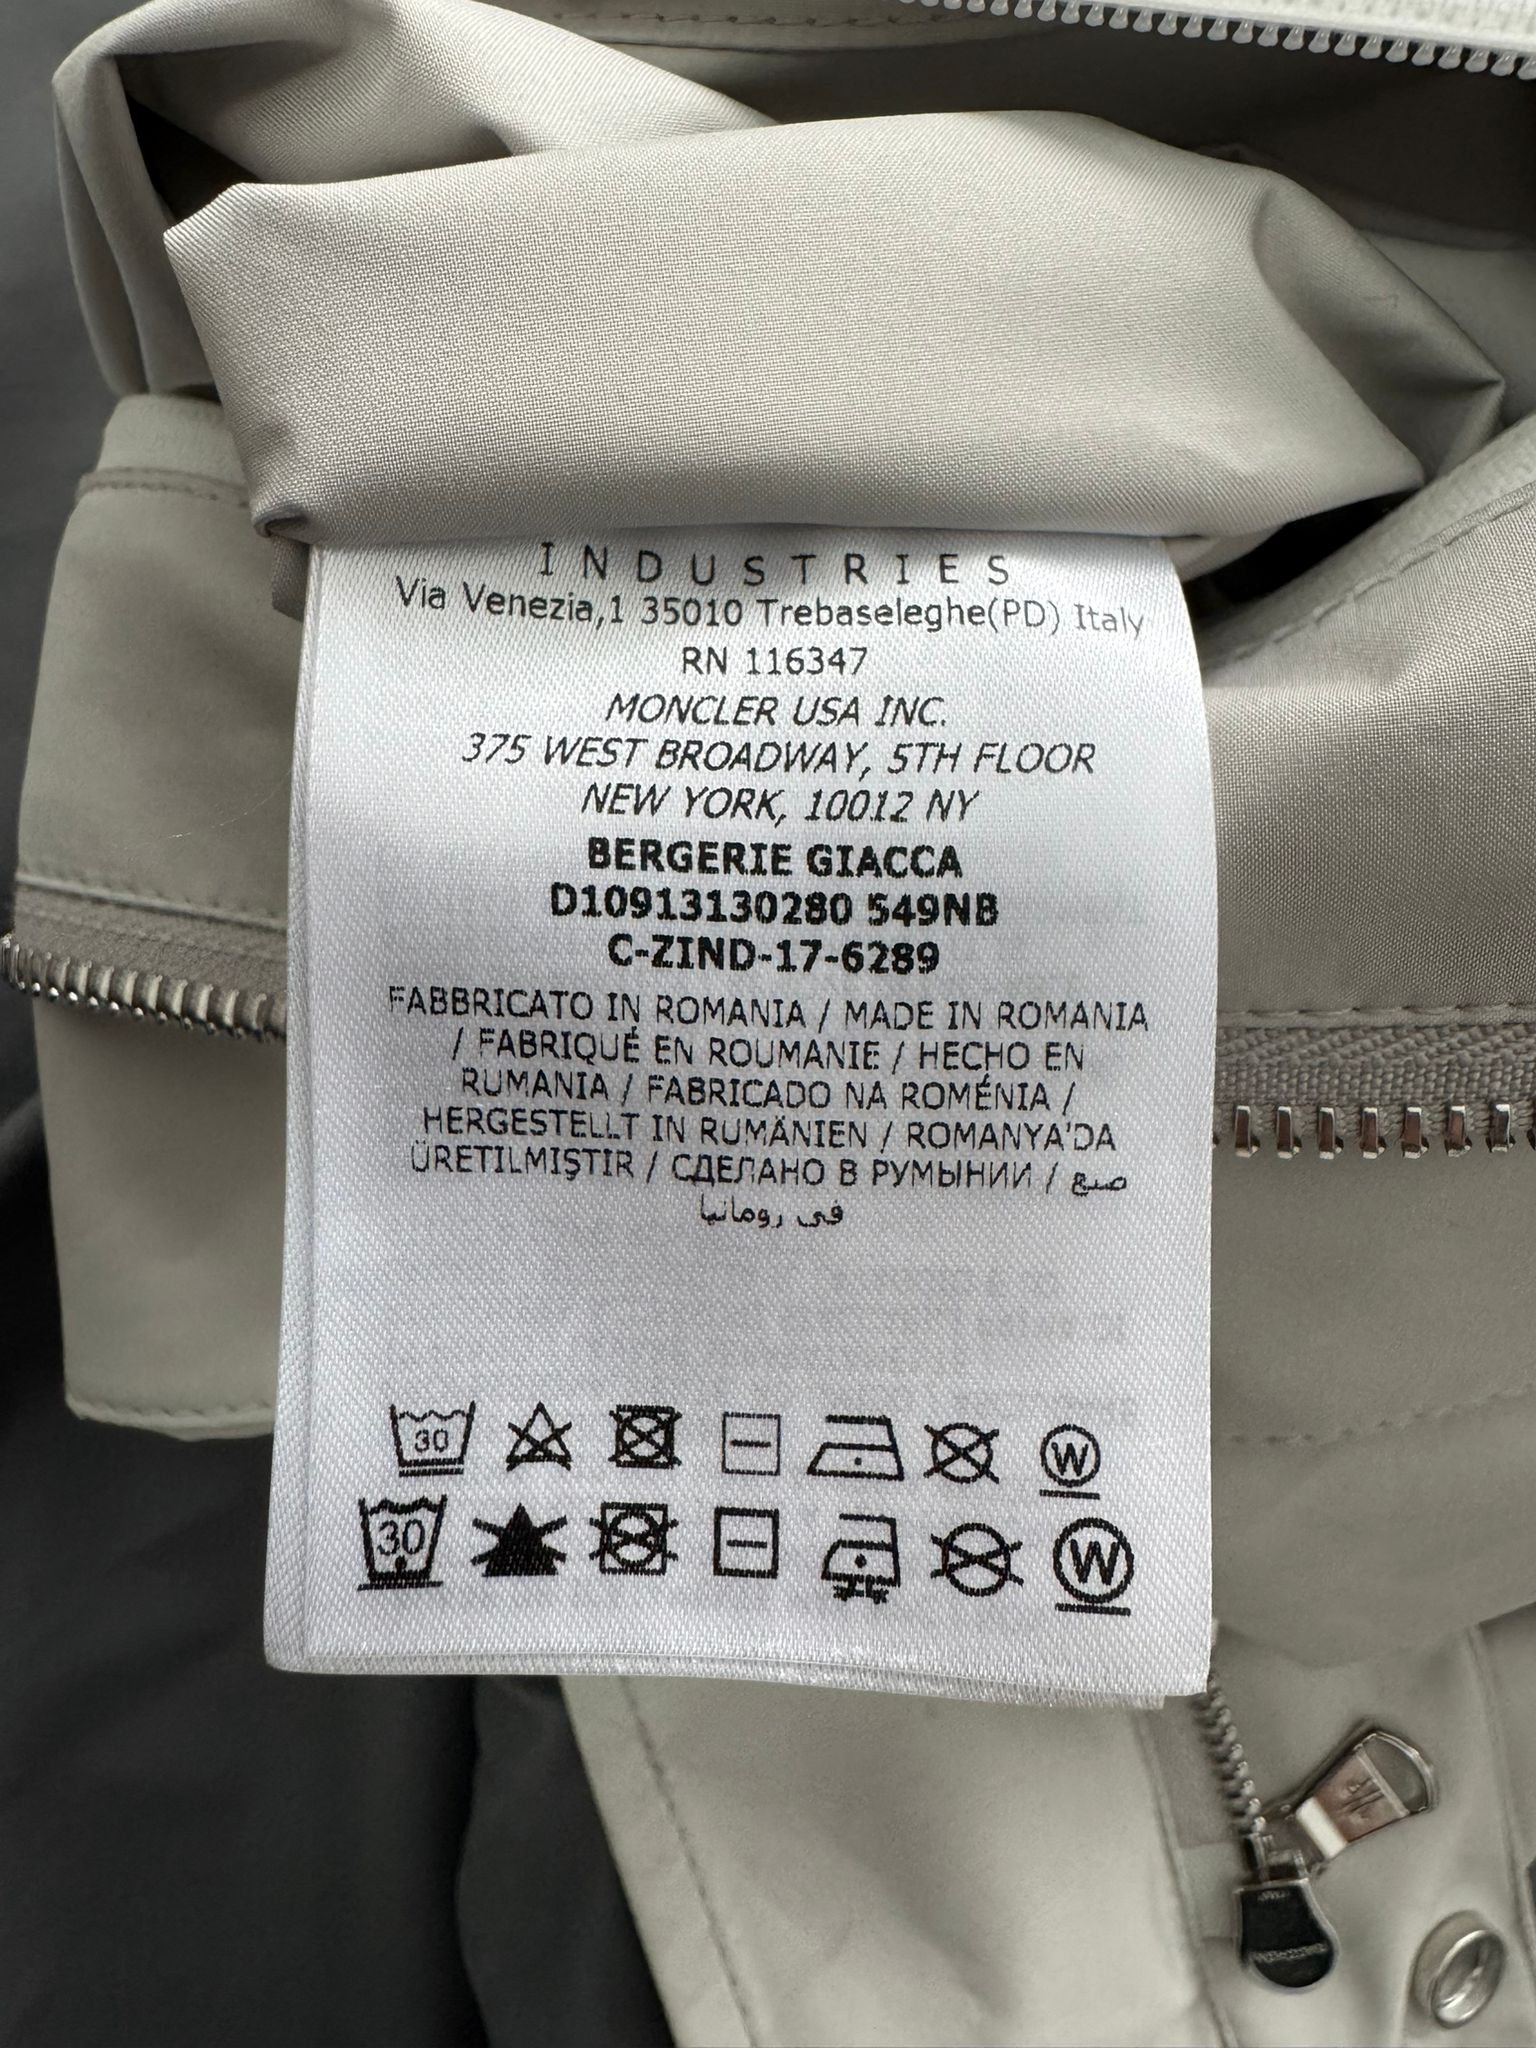 INDUSTRIES
Via Venezia,1 35010 Trebaseleghe(PD) Italy
RN 116347
MONCLER USA INC.
375 WEST BROADWAY, 5TH FLOOR
NEW YORK, 10012 NY
BERGERIE GIACCA
D10913130280 549NB
C-ZIND-17-6289
FABBRICATO IN ROMANIA / MADE IN ROMANIA
/ FABRIQUÉ EN ROUMANIE / HECHO EN
RUMANIA / FABRICADO NA ROMÉNIA /
HERGESTELLT IN RUMÄNIEN / ROMANYA'DA
ÜRETILMIŞTIR / СДЕЛАНО В РУМЫНИИ / صنع
في رومانيا
30 W
30 W